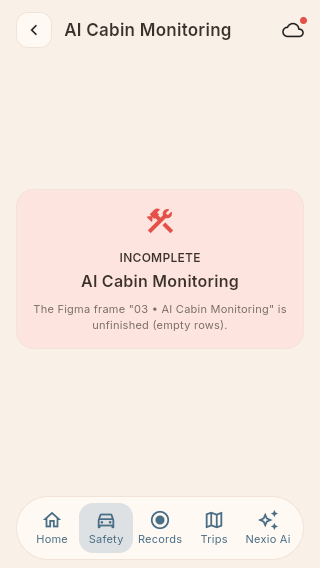 AI Cabin Monitoring
INCOMPLETE
AI Cabin Monitoring
The Figma frame "03 • AI Cabin Monitoring" is
unfinished (empty rows).
Home
Safety
Records
Trips
Nexio Ai